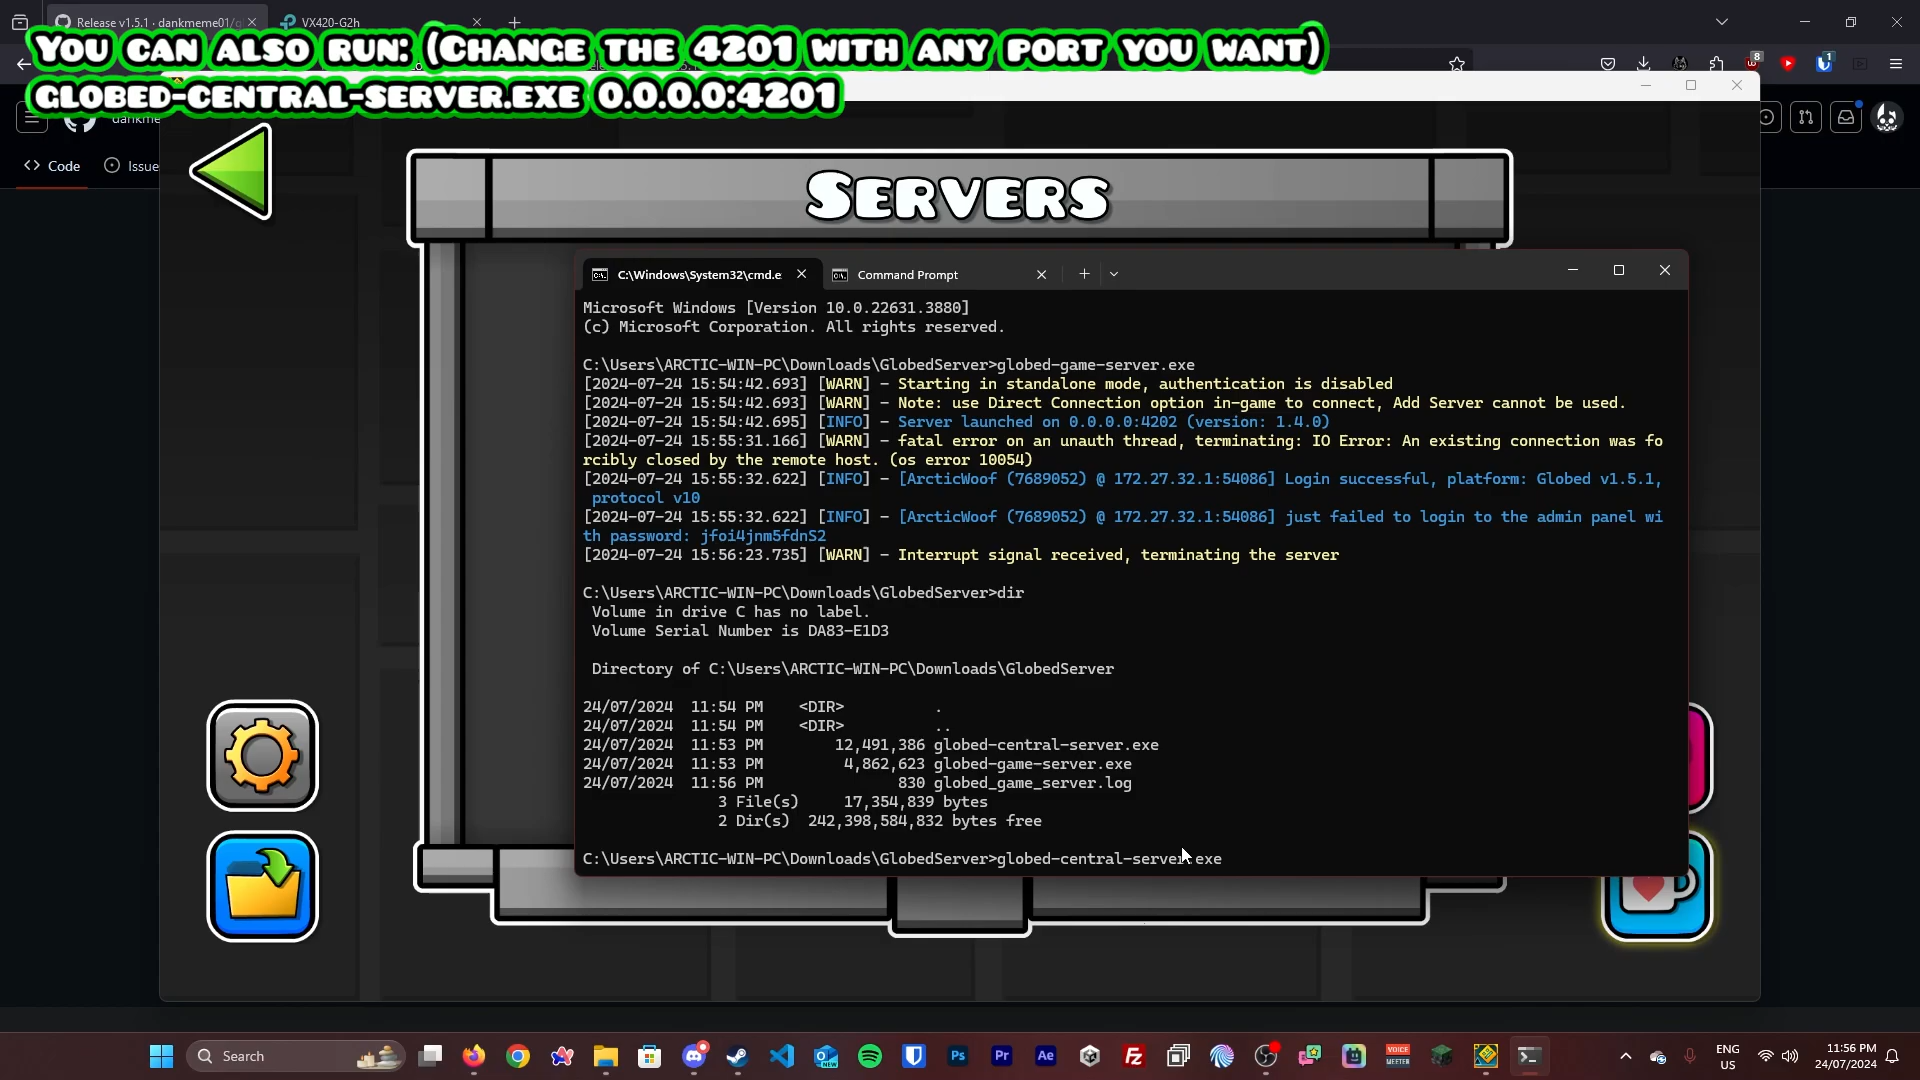 Release v1.5.1 · dankmeme01/
VX420-G2h
You can also run: (Change the 4201 with any port you want)
globed-central-server.exe 0.0.0.0:4201
dankme
Code
Issue
8
1
Servers
C:\Windows\System32\cmd.e
Command Prompt
Microsoft Windows [Version 10.0.22631.3880]
(c) Microsoft Corporation. All rights reserved.
C:\Users\ARCTIC-WIN-PC\Downloads\GlobedServer>globed-game-server.exe
[2024-07-24 15:54:42.693] [WARN] - Starting in standalone mode, authentication is disabled
[2024-07-24 15:54:42.693] [WARN] - Note: use Direct Connection option in-game to connect, Add Server cannot be used.
[2024-07-24 15:54:42.695] [INFO] - Server launched on 0.0.0.0:4202 (version: 1.4.0)
[2024-07-24 15:55:31.166] [WARN] - fatal error on an unauth thread, terminating: IO Error: An existing connection was fo
rcibly closed by the remote host. (os error 10054)
[2024-07-24 15:55:32.622] [INFO] - [ArcticWoof (7689052) @ 172.27.32.1:54086] Login successful, platform: Globed v1.5.1,
protocol v10
[2024-07-24 15:55:32.622] [INFO] - [ArcticWoof (7689052) @ 172.27.32.1:54086] just failed to login to the admin panel wi
th password: jfoi4jnm5fdnS2
[2024-07-24 15:56:23.735] [WARN] - Interrupt signal received, terminating the server
C:\Users\ARCTIC-WIN-PC\Downloads\GlobedServer>dir
Volume in drive C has no label.
Volume Serial Number is DA83-E1D3
Directory of C:\Users\ARCTIC-WIN-PC\Downloads\GlobedServer
24/07/2024 11:54 PM <DIR> .
24/07/2024 11:54 PM <DIR> ..
24/07/2024 11:53 PM 12,491,386 globed-central-server.exe
24/07/2024 11:53 PM 4,862,623 globed-game-server.exe
24/07/2024 11:56 PM 830 globed_game_server.log
3 File(s) 17,354,839 bytes
2 Dir(s) 242,398,584,832 bytes free
C:\Users\ARCTIC-WIN-PC\Downloads\GlobedServer>globed-central-server.exe
Search
NEW
Ps
Pr
Ae
VOICE
MEETER
ENG
US
11:56 PM
24/07/2024